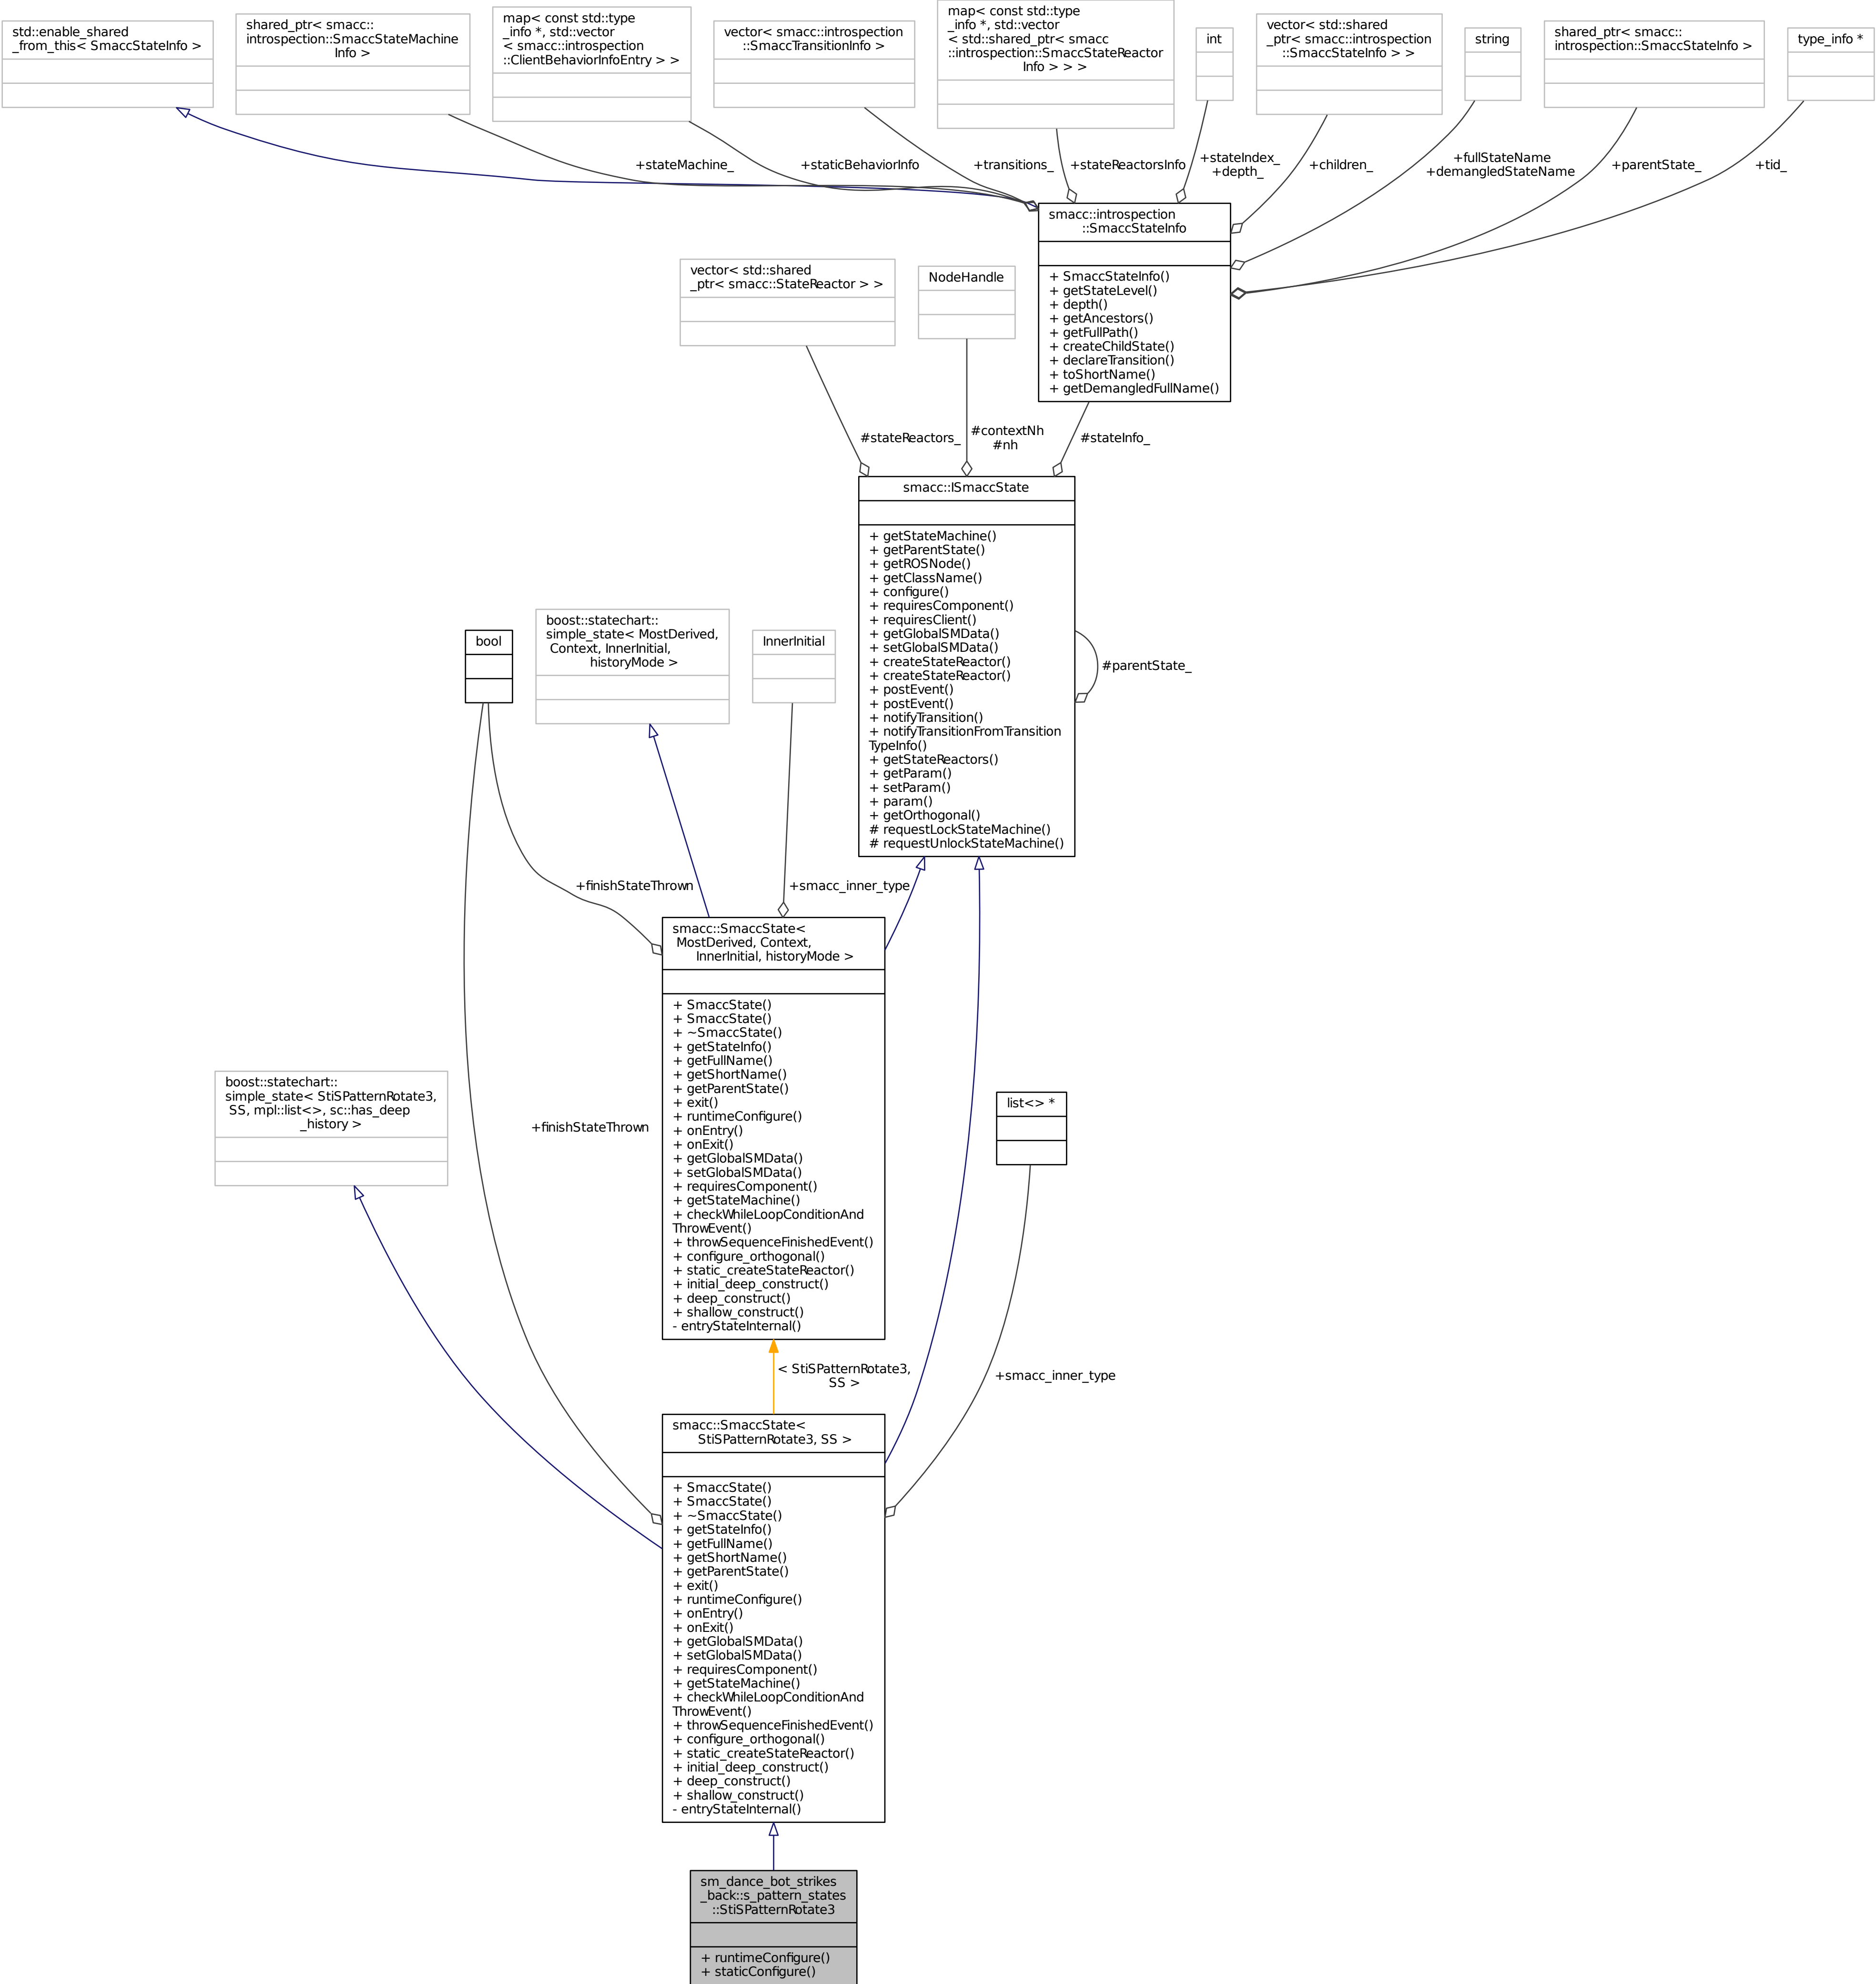 std::enable_shared
_from_this< SmaccStateInfo >
shared_ptr< smacc::
introspection::SmaccStateMachine
Info >
map< const std::type
_info *, std::vector
< smacc::introspection
::ClientBehaviorInfoEntry > >
vector< smacc::introspection
::SmaccTransitionInfo >
map< const std::type
_info *, std::vector
< std::shared_ptr< smacc
::introspection::SmaccStateReactor
Info > > >
int
vector< std::shared
_ptr< smacc::introspection
::SmaccStateInfo > >
string
shared_ptr< smacc::
introspection::SmaccStateInfo >
type_info *
+stateMachine_
+staticBehaviorInfo
+transitions_
+stateReactorsInfo
+stateIndex_
+depth_
+children_
+fullStateName
+demangledStateName
+parentState_
+tid_
smacc::introspection
::SmaccStateInfo
+ SmaccStateInfo()
+ getStateLevel()
+ depth()
+ getAncestors()
+ getFullPath()
+ createChildState()
+ declareTransition()
+ toShortName()
+ getDemangledFullName()
vector< std::shared
_ptr< smacc::StateReactor > >
NodeHandle
#stateReactors_
#contextNh
#nh
#stateInfo_
smacc::ISmaccState
+ getStateMachine()
+ getParentState()
+ getROSNode()
+ getClassName()
+ configure()
+ requiresComponent()
+ requiresClient()
+ getGlobalSMData()
+ setGlobalSMData()
+ createStateReactor()
+ createStateReactor()
+ postEvent()
+ postEvent()
+ notifyTransition()
+ notifyTransitionFromTransition
TypeInfo()
+ getStateReactors()
+ getParam()
+ setParam()
+ param()
+ getOrthogonal()
# requestLockStateMachine()
# requestUnlockStateMachine()
#parentState_
bool
boost::statechart::
simple_state< MostDerived,
Context, InnerInitial,
historyMode >
InnerInitial
+finishStateThrown
+smacc_inner_type
smacc::SmaccState<
MostDerived, Context,
InnerInitial, historyMode >
+ SmaccState()
+ SmaccState()
+ ~SmaccState()
+ getStateInfo()
+ getFullName()
+ getShortName()
+ getParentState()
+ exit()
+ runtimeConfigure()
+ onEntry()
+ onExit()
+ getGlobalSMData()
+ setGlobalSMData()
+ requiresComponent()
+ getStateMachine()
+ checkWhileLoopConditionAnd
ThrowEvent()
+ throwSequenceFinishedEvent()
+ configure_orthogonal()
+ static_createStateReactor()
+ initial_deep_construct()
+ deep_construct()
+ shallow_construct()
- entryStateInternal()
boost::statechart::
simple_state< StiSPatternRotate3,
SS, mpl::list<>, sc::has_deep
_history >
+finishStateThrown
list<> *
< StiSPatternRotate3,
SS >
+smacc_inner_type
smacc::SmaccState<
StiSPatternRotate3, SS >
+ SmaccState()
+ SmaccState()
+ ~SmaccState()
+ getStateInfo()
+ getFullName()
+ getShortName()
+ getParentState()
+ exit()
+ runtimeConfigure()
+ onEntry()
+ onExit()
+ getGlobalSMData()
+ setGlobalSMData()
+ requiresComponent()
+ getStateMachine()
+ checkWhileLoopConditionAnd
ThrowEvent()
+ throwSequenceFinishedEvent()
+ configure_orthogonal()
+ static_createStateReactor()
+ initial_deep_construct()
+ deep_construct()
+ shallow_construct()
- entryStateInternal()
sm_dance_bot_strikes
_back::s_pattern_states
::StiSPatternRotate3
+ runtimeConfigure()
+ staticConfigure()